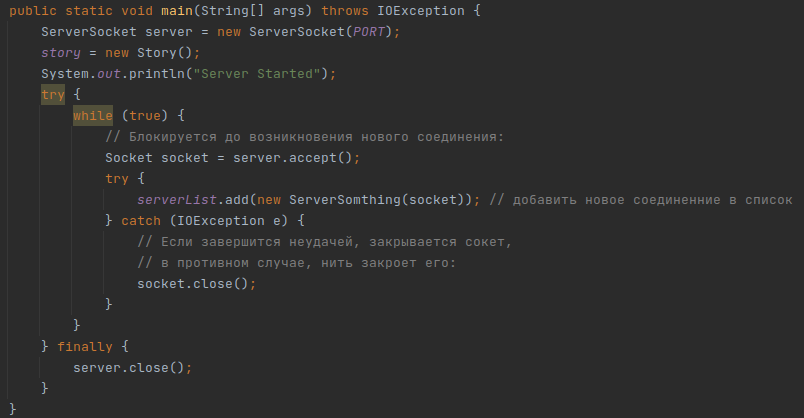 public static void main(String[] args) throws IOException {
    ServerSocket server = new ServerSocket(PORT);
    story = new Story();
    System.out.println("Server Started");
    try {
        while (true) {
            // Блокируется до возникновения нового соединения:
            Socket socket = server.accept();
            try {
                serverList.add(new ServerSomthing(socket)); // добавить новое соединенние в список
            } catch (IOException e) {
                // Если завершится неудачей, закрывается сокет,
                // в противном случае, нить закроет его:
                socket.close();
            }
        }
    } finally {
        server.close();
    }
}